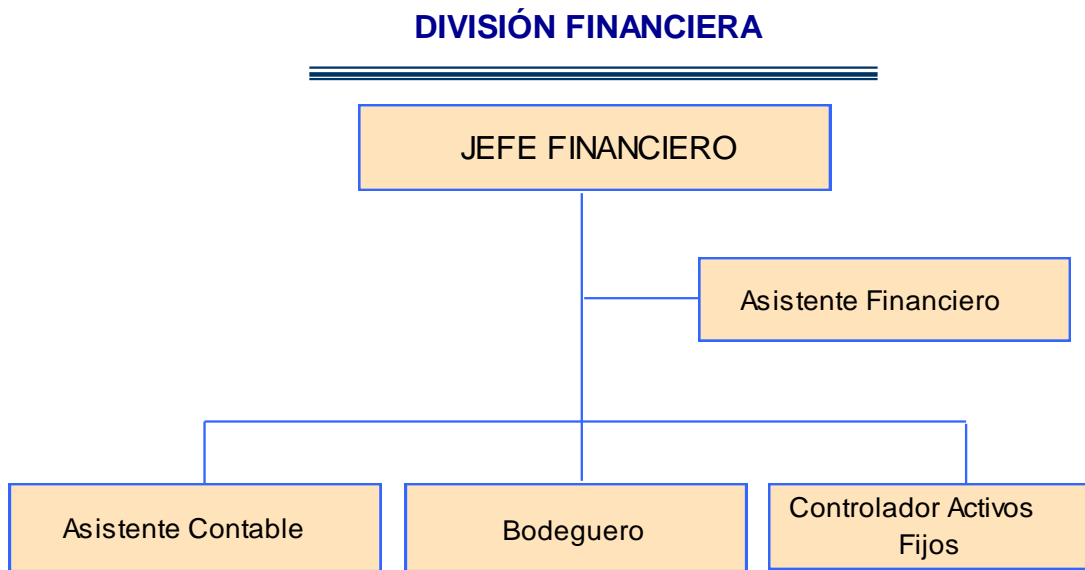 DIVISIÓN FINANCIERA
JEFE FINANCIERO
Asistente Financiero
Asistente Contable
Bodeguero
Controlador Activos
Fijos